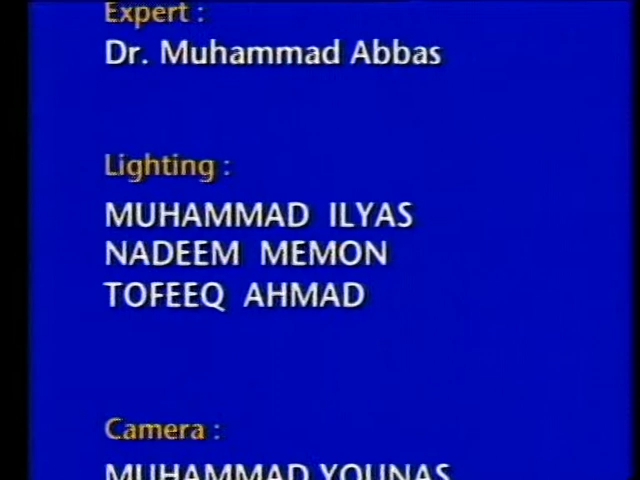 Expert :
Dr. Muhammad Abbas
Lighting :
MUHAMMAD ILYAS
NADEEM MEMON
TOFEEQ AHMAD
Camera :
MUHAMMAD YOUNAS